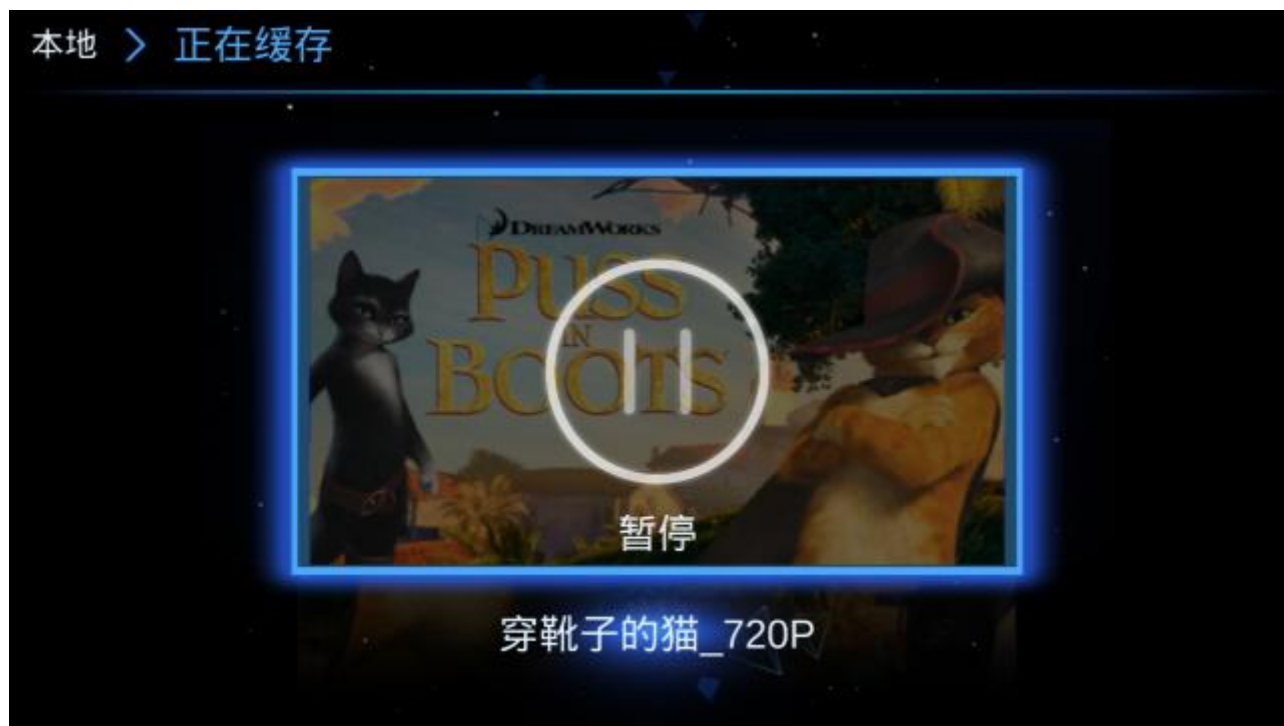 本地 > 正在缓存
DREAMWORKS
PUSS
IN
BOOTS
暂停
穿靴子的猫_720P